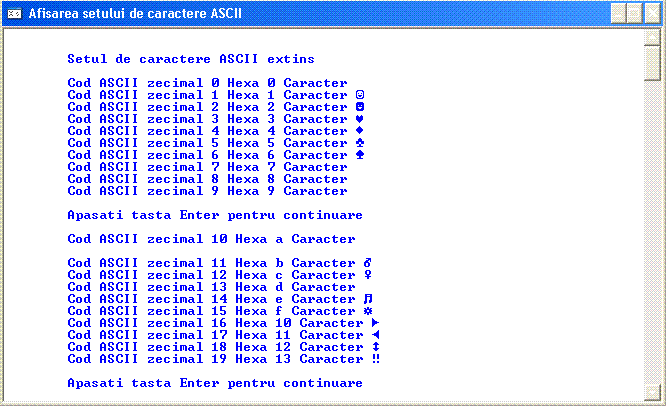 Afisarea setului de caractere ASCII
Setul de caractere ASCII extins
Cod ASCII zecimal 0 Hexa 0 Caracter
Cod ASCII zecimal 1 Hexa 1 Caracter ☺
Cod ASCII zecimal 2 Hexa 2 Caracter ☻
Cod ASCII zecimal 3 Hexa 3 Caracter ♥
Cod ASCII zecimal 4 Hexa 4 Caracter ♦
Cod ASCII zecimal 5 Hexa 5 Caracter ♣
Cod ASCII zecimal 6 Hexa 6 Caracter ♠
Cod ASCII zecimal 7 Hexa 7 Caracter
Cod ASCII zecimal 8 Hexa 8 Caracter
Cod ASCII zecimal 9 Hexa 9 Caracter
Apasati tasta Enter pentru continuare
Cod ASCII zecimal 10 Hexa a Caracter
Cod ASCII zecimal 11 Hexa b Caracter ♂
Cod ASCII zecimal 12 Hexa c Caracter ♀
Cod ASCII zecimal 13 Hexa d Caracter
Cod ASCII zecimal 14 Hexa e Caracter ♫
Cod ASCII zecimal 15 Hexa f Caracter ☼
Cod ASCII zecimal 16 Hexa 10 Caracter ►
Cod ASCII zecimal 17 Hexa 11 Caracter ◄
Cod ASCII zecimal 18 Hexa 12 Caracter ↕
Cod ASCII zecimal 19 Hexa 13 Caracter ‼
Apasati tasta Enter pentru continuare